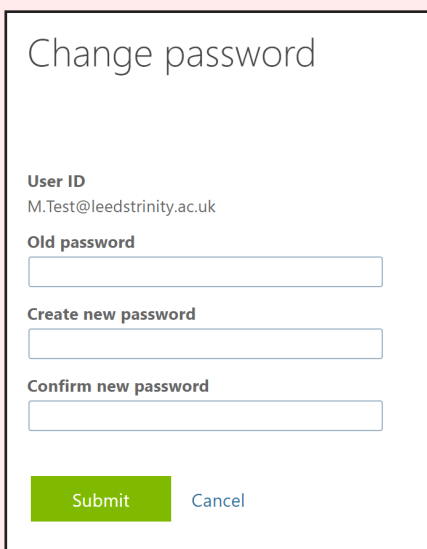 Change password
User ID
M.Test@leedstrinity.ac.uk
Old password
Create new password
Confirm new password
Submit Cancel